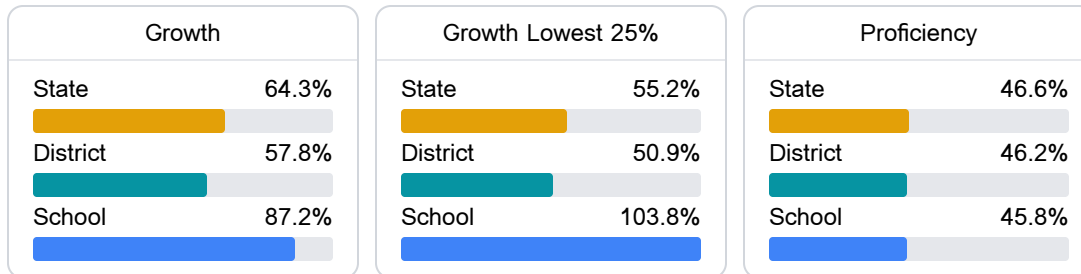 Growth
State 64.3%
District 57.8%
School 87.2%
Growth Lowest 25%
State 55.2%
District 50.9%
School 103.8%
Proficiency
State 46.6%
District 46.2%
School 45.8%